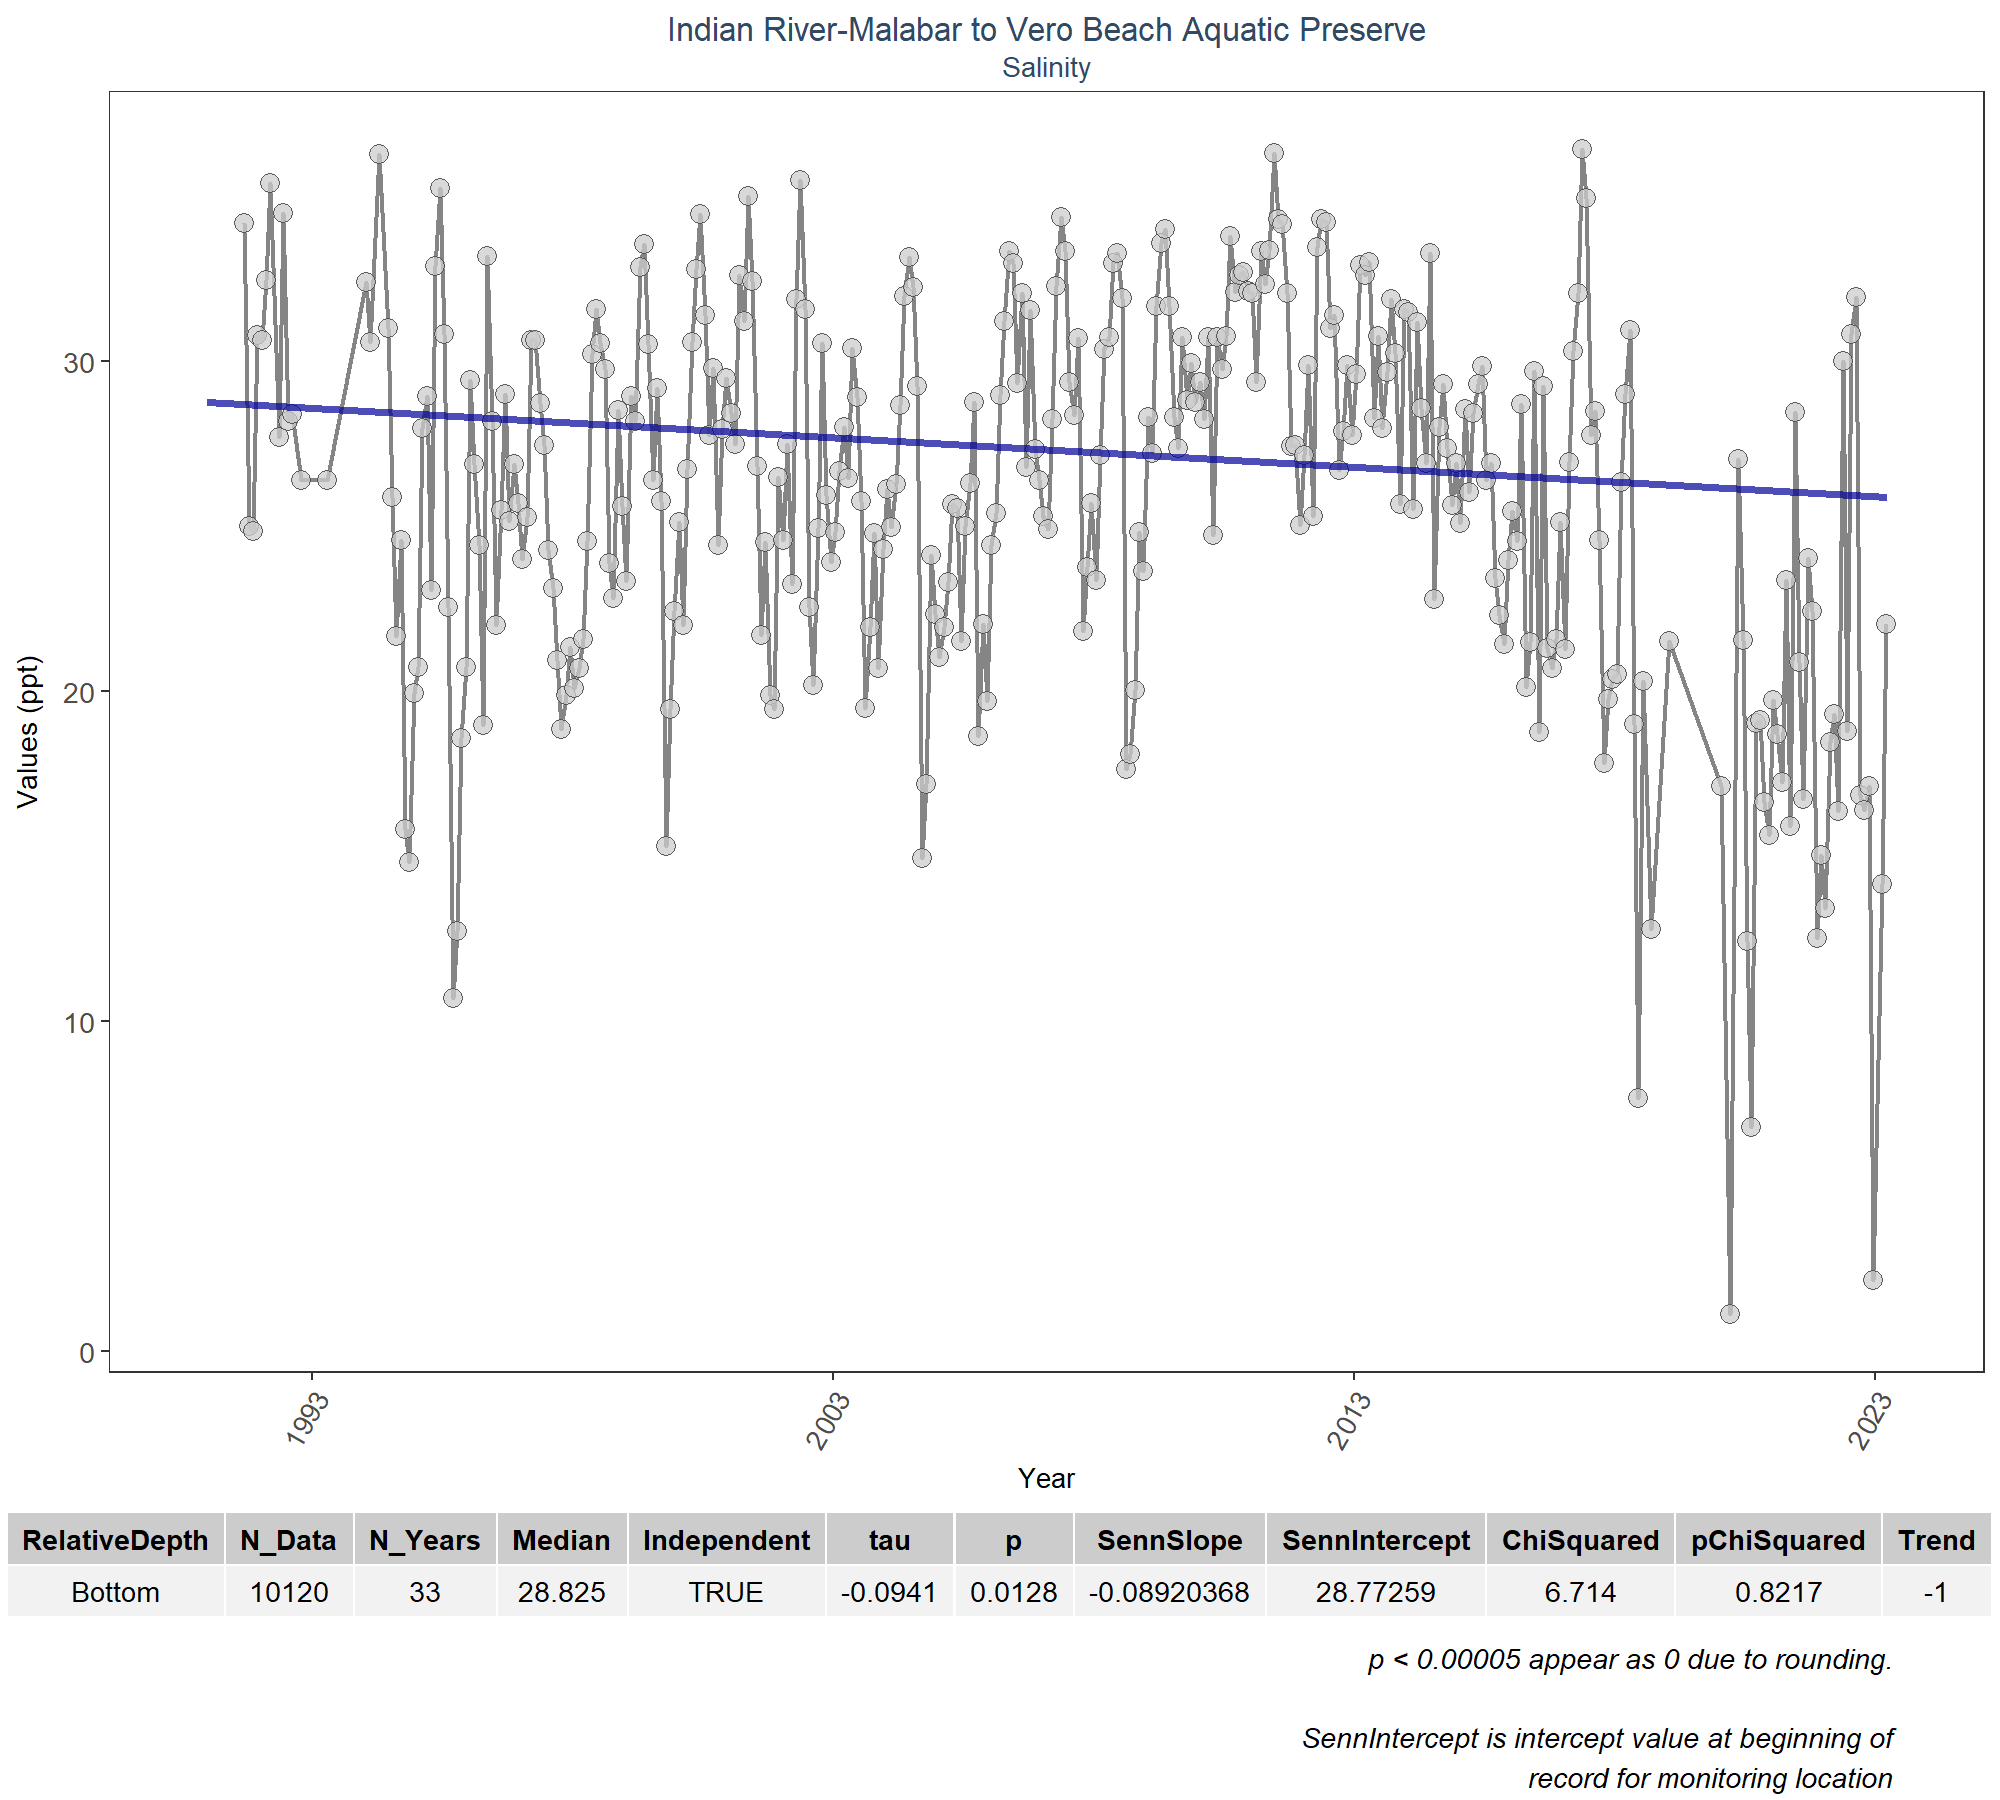 Indian River-Malabar to Vero Beach Aquatic Preserve
Salinity
Values (ppt)
30
20
10
0
1993
2003
2013
2023
Year
RelativeDepth N_Data N_Years Median Independent tau p SennSlope SennIntercept ChiSquared pChiSquared Trend
Bottom 10120 33 28.825 TRUE -0.0941 0.0128 -0.08920368 28.77259 6.714 0.8217 -1
p < 0.00005 appear as 0 due to rounding.
SennIntercept is intercept value at beginning of
record for monitoring location